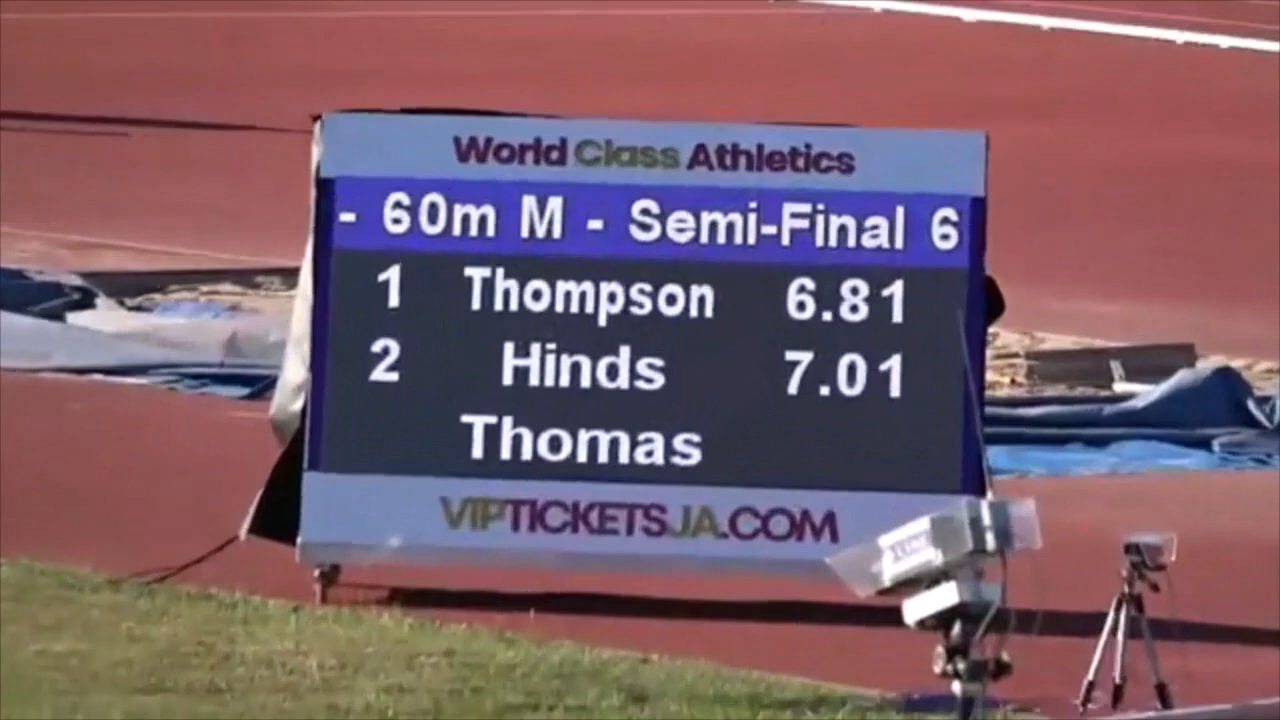 World Class Athletics
- 60m M - Semi-Final 6
1 Thompson 6.81
2 Hinds 7.01
Thomas
VIPTICKETSJA.COM